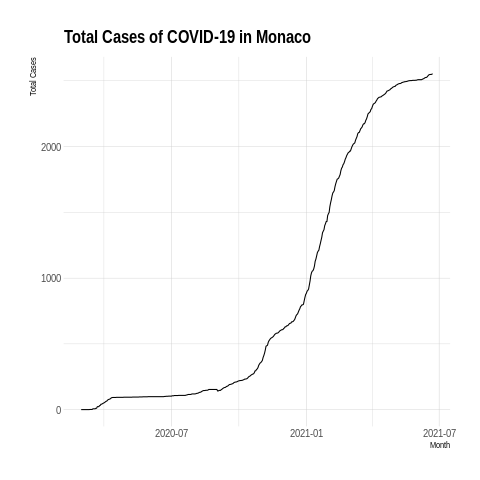 Total Cases of COVID-19 in Monaco
Total Cases
2000
1000
0
2020-07
2021-01
2021-07
Month